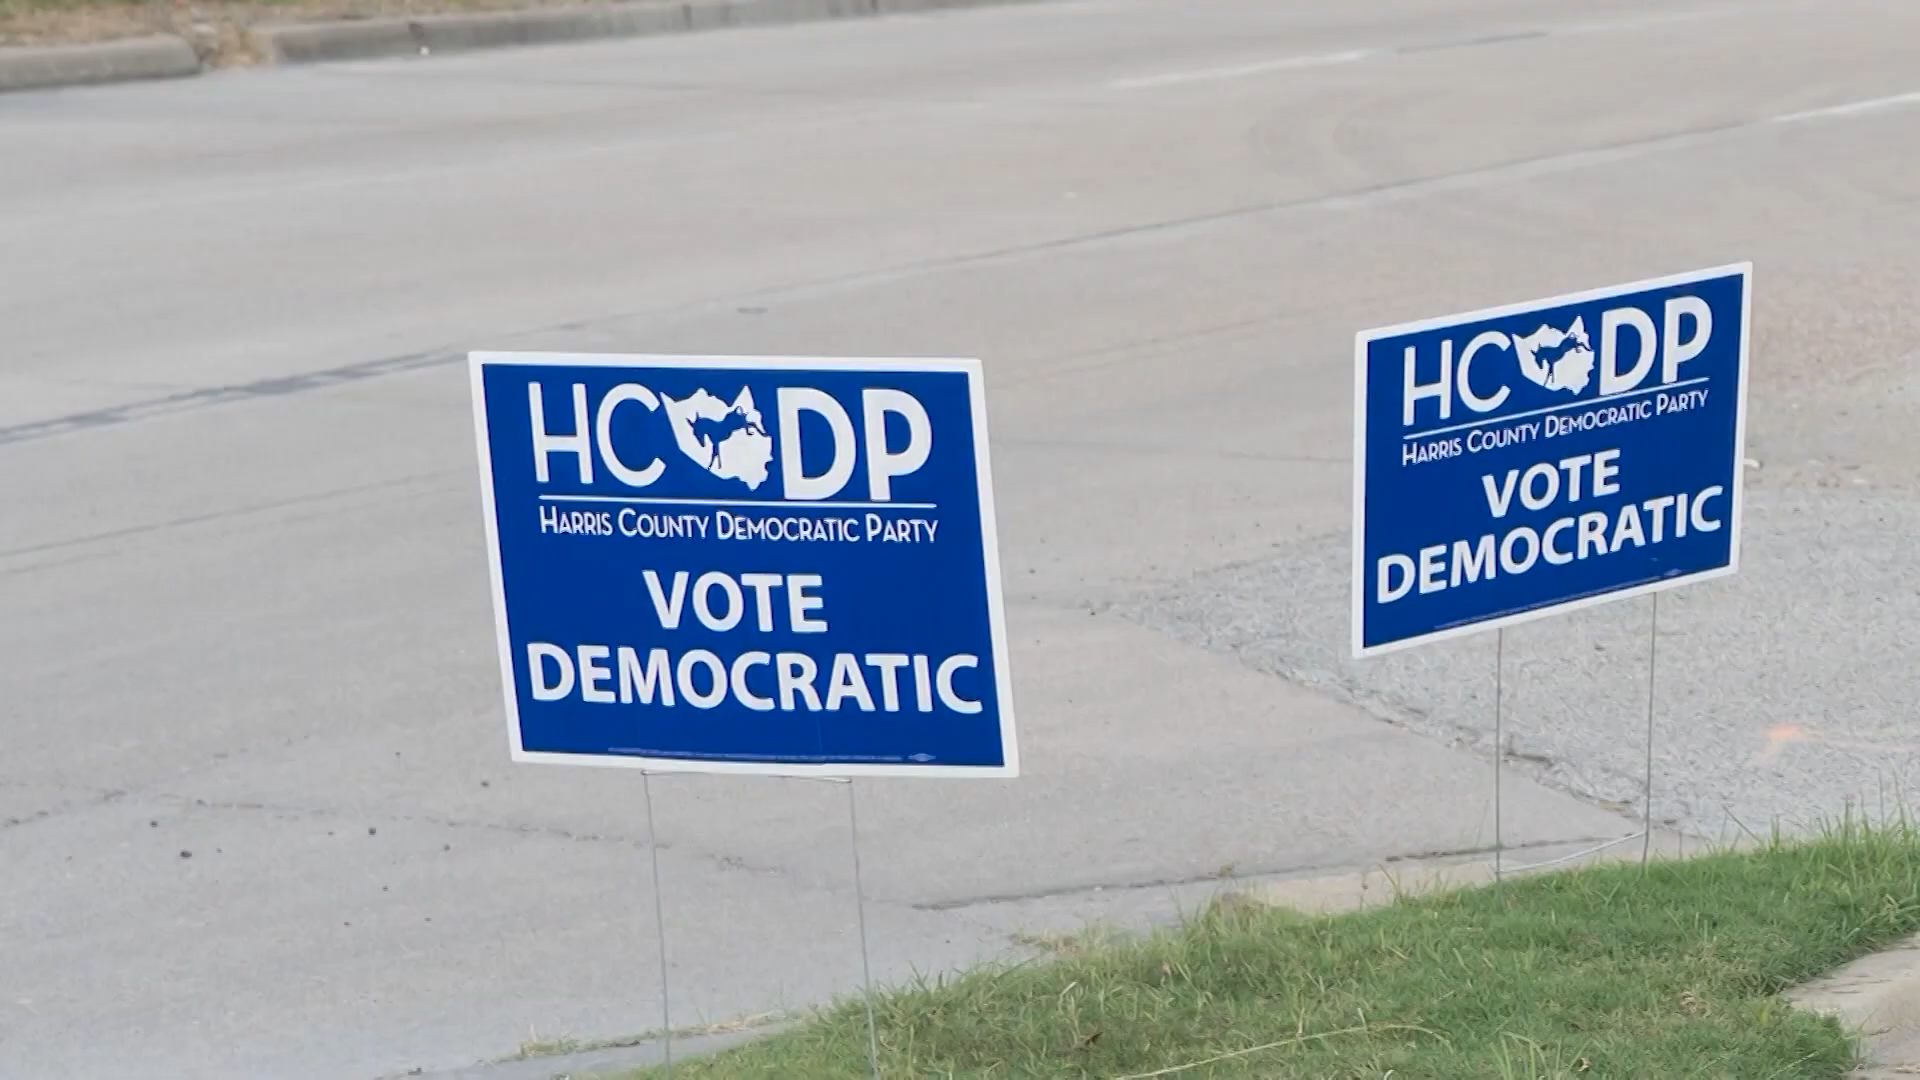 HCDP
HARRIS COUNTY DEMOCRATIC PARTY
VOTE
DEMOCRATIC
HCDP
HARRIS COUNTY DEMOCRATIC PARTY
VOTE
DEMOCRATIC